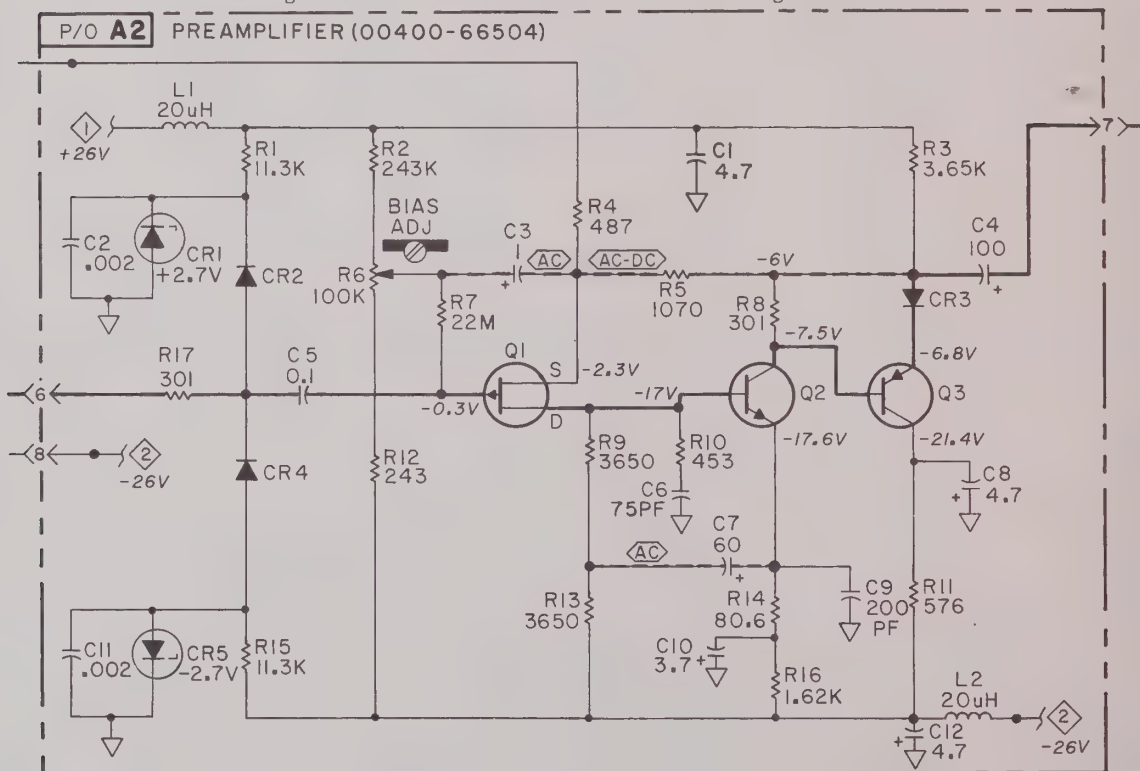 P/O A2 PREAMPLIFIER (00400-66504)
L1
20uH
1
+26V
R1
11.3K
R2
243K
C1
4.7
R3
3.65K
7
BIAS
ADJ
C3
1
+
AC
R4
487
AC-DC
-6V
C4
100
+
C2
.002
CR1
+2.7V
CR2
R6
100K
R7
22M
R5
1070
R8
301
CR3
-7.5V
-6.8V
R17
301
C5
0.1
Q1
S
-2.3V
-17V
6
-0.3V
D
Q2
Q3
-17.6V
-21.4V
8
2
-26V
CR4
R12
243
R9
3650
R10
453
C6
75PF
C8
+ 4.7
AC
C7
60
+
R13
3650
R14
80.6
C9
200
PF
R11
576
C11
.002
CR5
-2.7V
R15
11.3K
C10
3.7 +
R16
1.62K
L2
20uH
2
-26V
+ C12
4.7